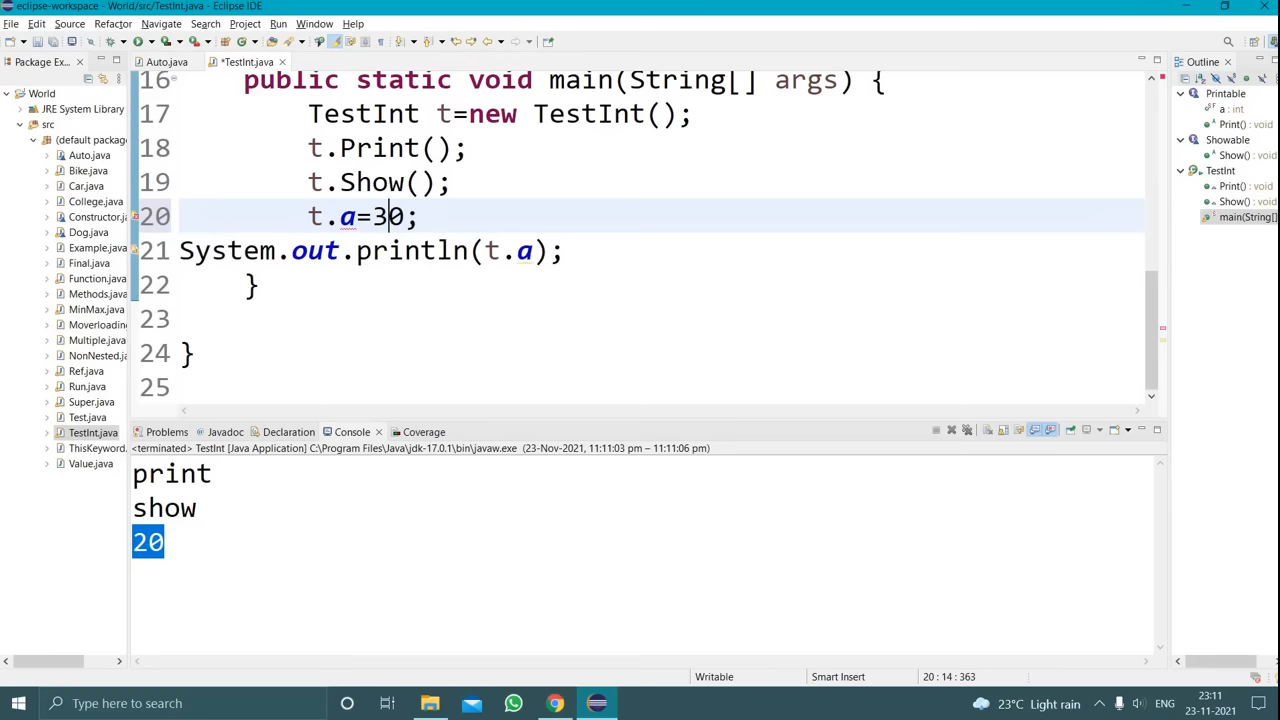 eclipse-workspace - World/src/TestInt.java - Eclipse IDE
File Edit Source Refactor Navigate Search Project Run Window Help
Package Ex...
Auto.java
*TestInt.java
Outline
World
JRE System Library
src
(default package
Auto.java
Bike.java
Car.java
College.java
Constructor.java
Dog.java
Example.java
Final.java
Function.java
Methods.java
MinMax.java
Moverloading
Multiple.java
NonNested.ja
Ref.java
Run.java
Super.java
Test.java
TestInt.java
ThisKeyword.
Value.java
16 public static void main(String[] args) {
17 TestInt t=new TestInt();
18 t.Print();
19 t.Show();
20 t.a=30;
21 System.out.println(t.a);
22 }
23
24 }
25
Printable
a : int
Print() : void
Showable
Show() : void
TestInt
Print() : void
Show() : void
main(String[]
Problems Javadoc Declaration Console Coverage
<terminated> TestInt [Java Application] C:\Program Files\Java\jdk-17.0.1\bin\javaw.exe (23-Nov-2021, 11:11:03 pm – 11:11:06 pm)
print
show
20
Writable
Smart Insert
20 : 14 : 363
Type here to search
23°C Light rain
ENG
23:11
23-11-2021